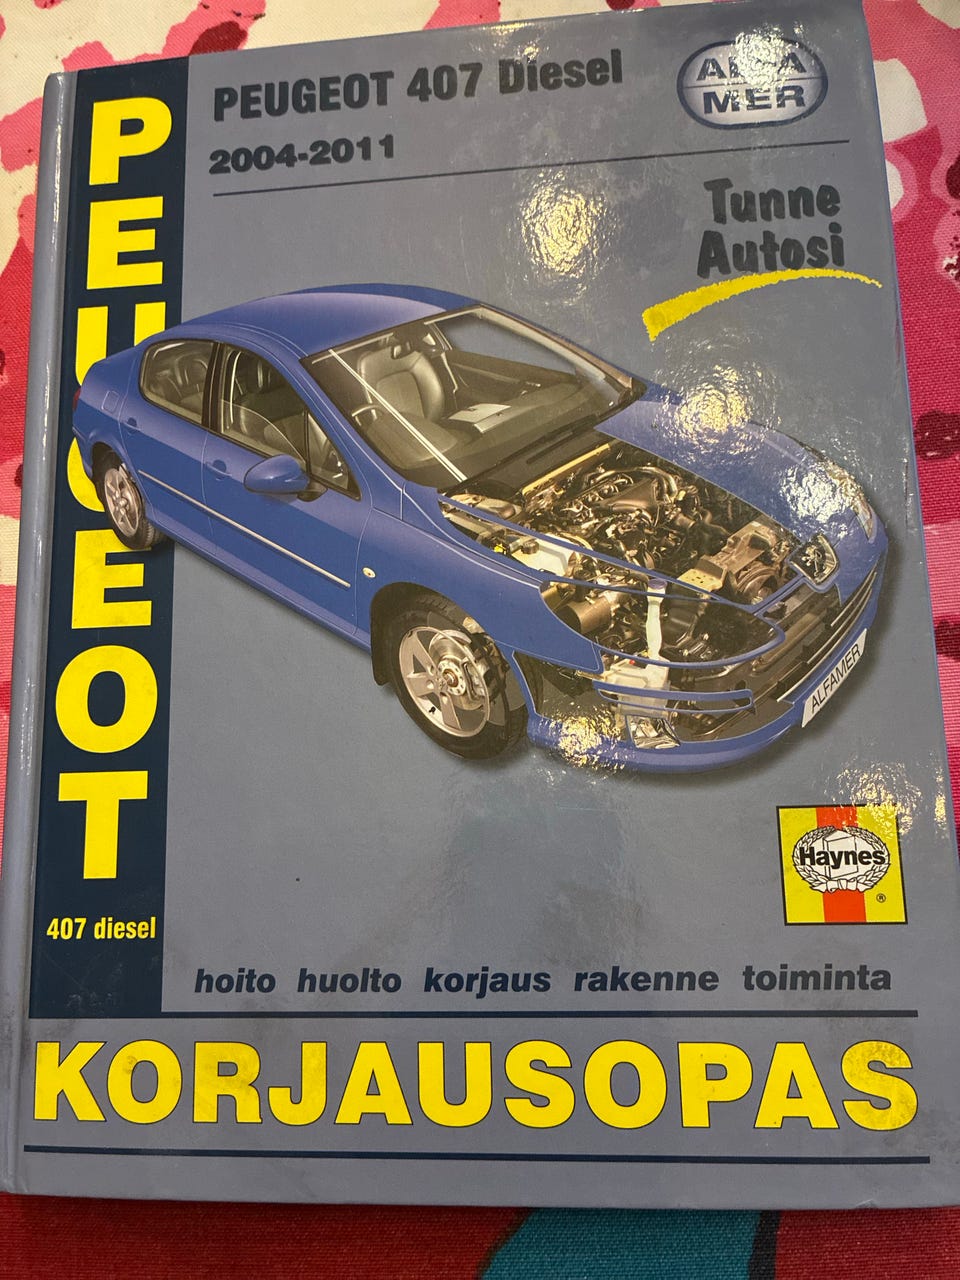 PEUGEOT 407 Diesel
2004-2011
ALFA
MER
Tunne
Autosi
PEUGEOT
ALFAMER
Haynes
®
407 diesel
hoito huolto korjaus rakenne toiminta
KORJAUSOPAS